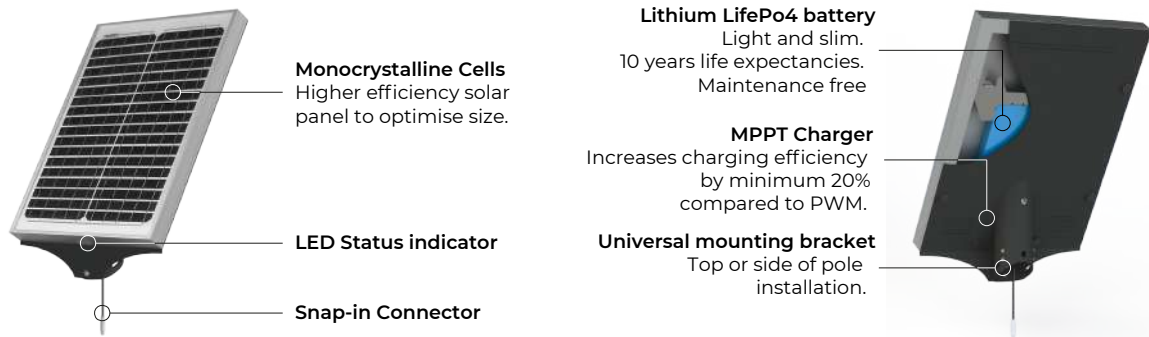 Monocrystalline Cells
Higher efficiency solar
panel to optimise size.
LED Status indicator
Snap-in Connector
Lithium LifePo4 battery
Light and slim.
10 years life expectancies.
Maintenance free
MPPT Charger
Increases charging efficiency
by minimum 20%
compared to PWM.
Universal mounting bracket
Top or side of pole
installation.